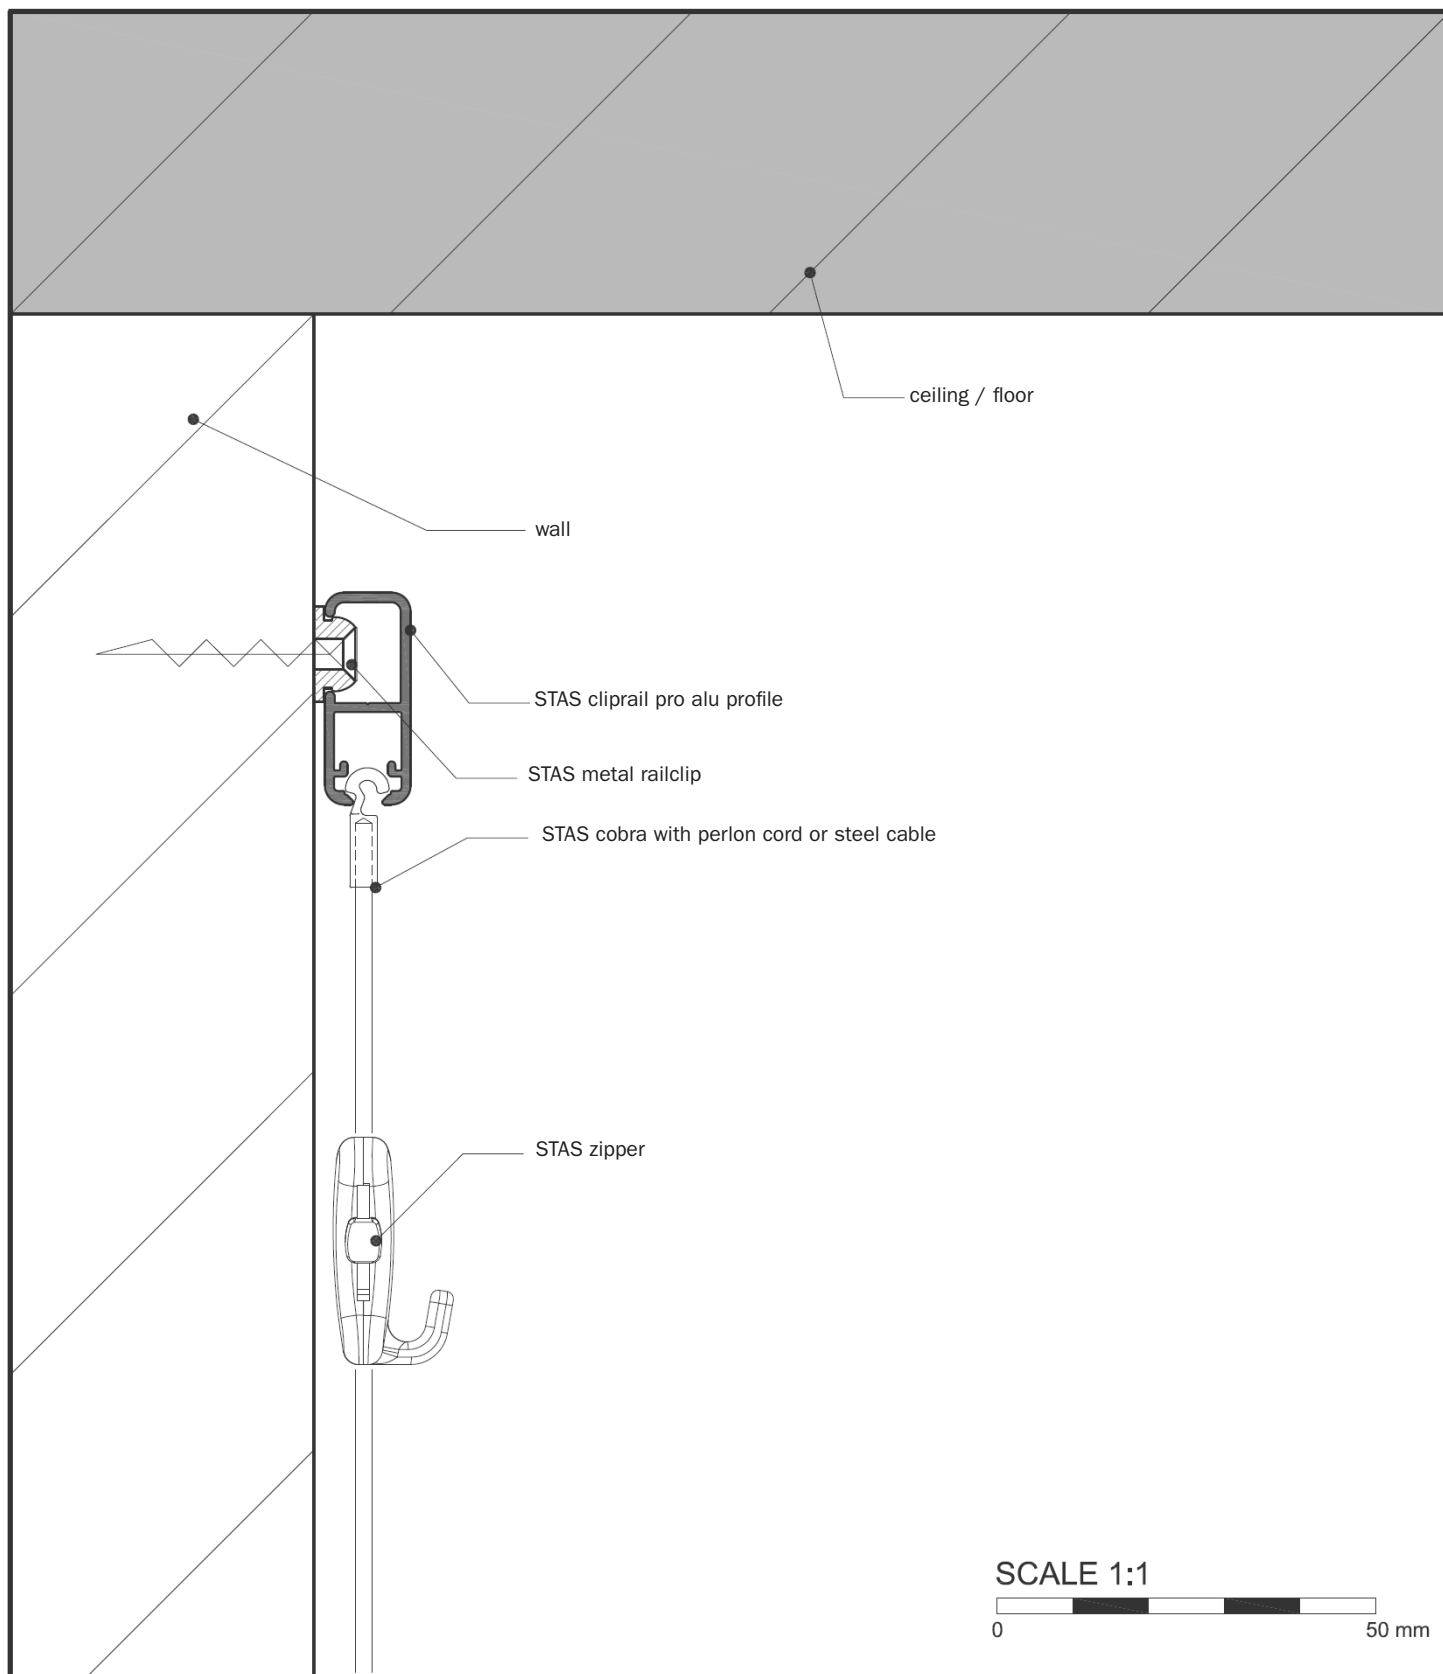 ceiling / floor
wall
STAS cliprail pro alu profile
STAS metal railclip
STAS cobra with perlon cord or steel cable
STAS zipper
SCALE 1:1
0 50 mm